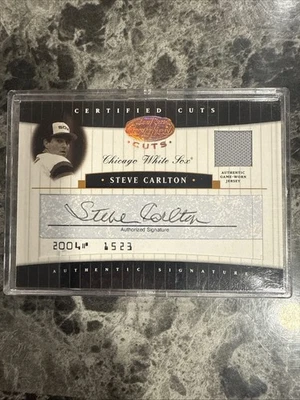 CERTIFIED CUTS
CUTS
Chicago White Sox
STEVE CARLTON
AUTHENTIC
GAME-WORN
JERSEY
Steve Carlton
Authorized Signature
2004 1523
AUTHENTIC SIGNATURE